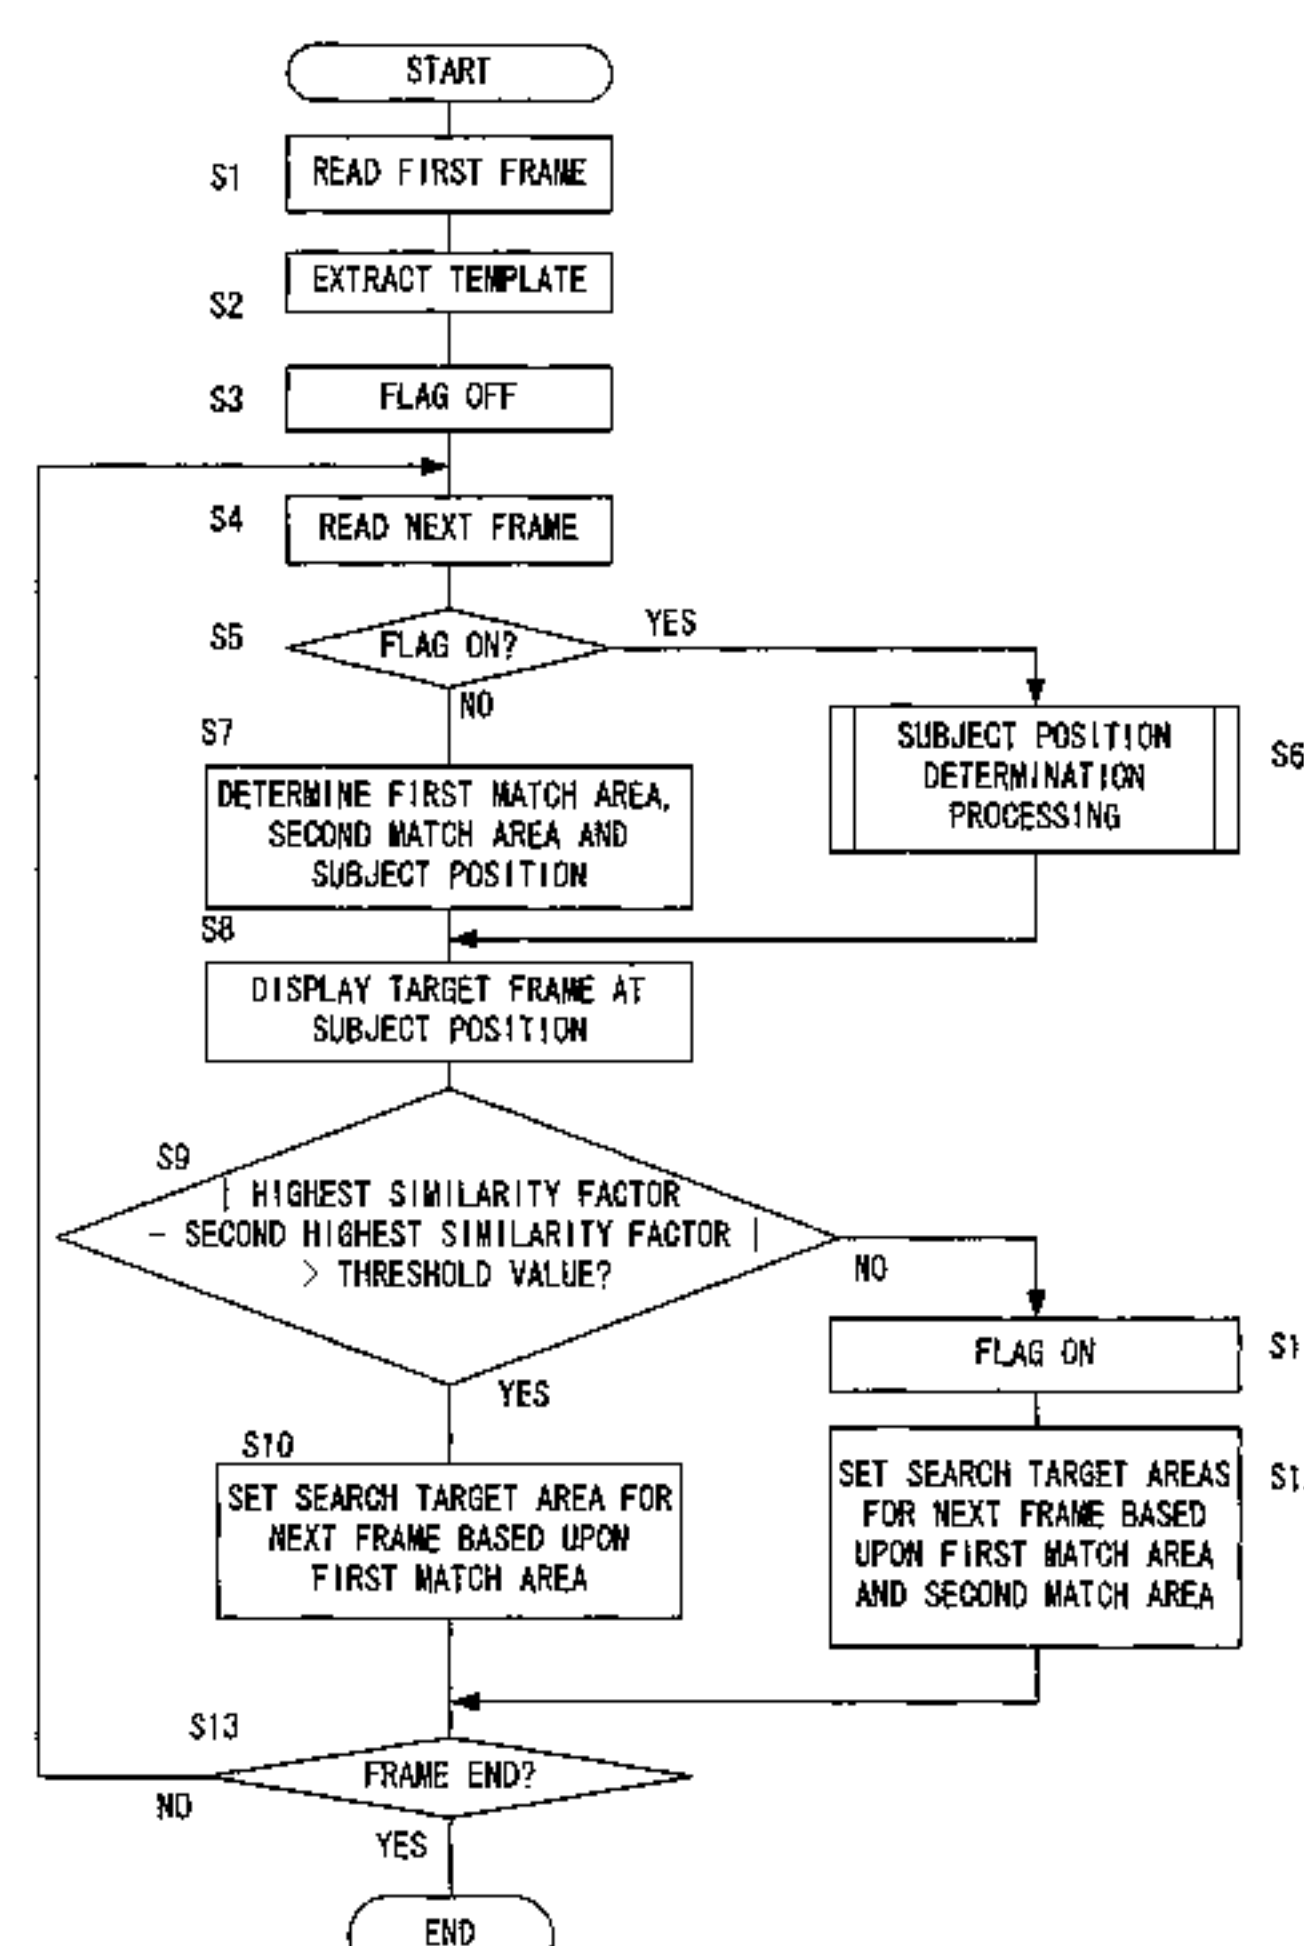 START
S1
READ FIRST FRAME
S2
EXTRACT TEMPLATE
S3
FLAG OFF
S4
READ NEXT FRAME
S5
FLAG ON?
YES
NO
S6
SUBJECT POSITION
DETERMINATION
PROCESSING
S7
DETERMINE FIRST MATCH AREA,
SECOND MATCH AREA AND
SUBJECT POSITION
S8
DISPLAY TARGET FRAME AT
SUBJECT POSITION
S9
| HIGHEST SIMILARITY FACTOR
- SECOND HIGHEST SIMILARITY FACTOR |
> THRESHOLD VALUE?
NO
YES
FLAG ON
S10
SET SEARCH TARGET AREA FOR
NEXT FRAME BASED UPON
FIRST MATCH AREA
SET SEARCH TARGET AREAS
FOR NEXT FRAME BASED
UPON FIRST MATCH AREA
AND SECOND MATCH AREA
S13
FRAME END?
NO
YES
END